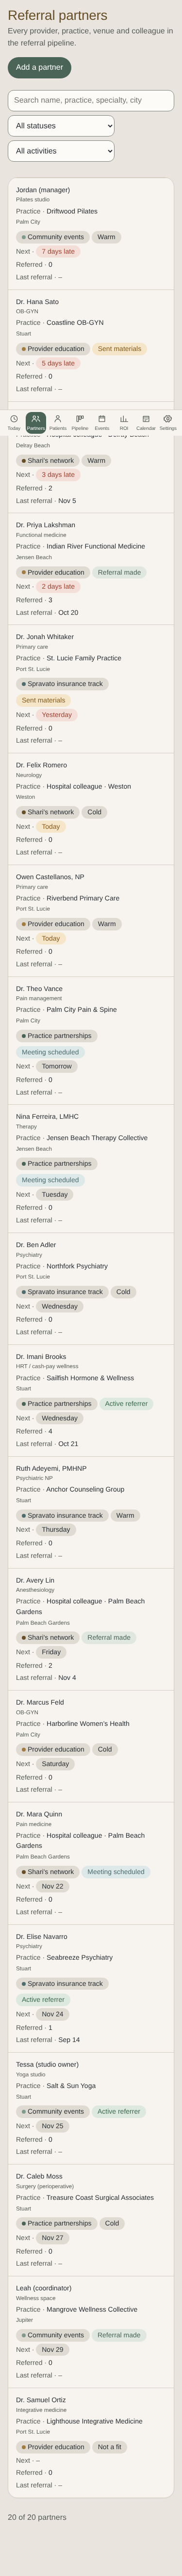 Referral partners
Every provider, practice, venue and colleague in
the referral pipeline.
Add a partner
Search name, practice, specialty, city
All statuses
All activities
Jordan (manager)
Pilates studio
Practice · Driftwood Pilates
Palm City
Community events Warm
Next · 7 days late
Referred · 0
Last referral · –
Dr. Hana Sato
OB-GYN
Practice · Coastline OB-GYN
Stuart
Provider education Sent materials
Next · 5 days late
Referred · 0
Last referral · –
Today Partners Patients Pipeline Events ROI Calendar Settings
Delray Beach
Shari's network Warm
Next · 3 days late
Referred · 2
Last referral · Nov 5
Dr. Priya Lakshman
Functional medicine
Practice · Indian River Functional Medicine
Jensen Beach
Provider education Referral made
Next · 2 days late
Referred · 3
Last referral · Oct 20
Dr. Jonah Whitaker
Primary care
Practice · St. Lucie Family Practice
Port St. Lucie
Spravato insurance track
Sent materials
Next · Yesterday
Referred · 0
Last referral · –
Dr. Felix Romero
Neurology
Practice · Hospital colleague · Weston
Weston
Shari's network Cold
Next · Today
Referred · 0
Last referral · –
Owen Castellanos, NP
Primary care
Practice · Riverbend Primary Care
Port St. Lucie
Provider education Warm
Next · Today
Referred · 0
Last referral · –
Dr. Theo Vance
Pain management
Practice · Palm City Pain & Spine
Palm City
Practice partnerships
Meeting scheduled
Next · Tomorrow
Referred · 0
Last referral · –
Nina Ferreira, LMHC
Therapy
Practice · Jensen Beach Therapy Collective
Jensen Beach
Practice partnerships
Meeting scheduled
Next · Tuesday
Referred · 0
Last referral · –
Dr. Ben Adler
Psychiatry
Practice · Northfork Psychiatry
Port St. Lucie
Spravato insurance track Cold
Next · Wednesday
Referred · 0
Last referral · –
Dr. Imani Brooks
HRT / cash-pay wellness
Practice · Sailfish Hormone & Wellness
Stuart
Practice partnerships Active referrer
Next · Wednesday
Referred · 4
Last referral · Oct 21
Ruth Adeyemi, PMHNP
Psychiatric NP
Practice · Anchor Counseling Group
Stuart
Spravato insurance track Warm
Next · Thursday
Referred · 0
Last referral · –
Dr. Avery Lin
Anesthesiology
Practice · Hospital colleague · Palm Beach
Gardens
Palm Beach Gardens
Shari's network Referral made
Next · Friday
Referred · 2
Last referral · Nov 4
Dr. Marcus Feld
OB-GYN
Practice · Harborline Women's Health
Palm City
Provider education Cold
Next · Saturday
Referred · 0
Last referral · –
Dr. Mara Quinn
Pain medicine
Practice · Hospital colleague · Palm Beach
Gardens
Palm Beach Gardens
Shari's network Meeting scheduled
Next · Nov 22
Referred · 0
Last referral · –
Dr. Elise Navarro
Psychiatry
Practice · Seabreeze Psychiatry
Stuart
Spravato insurance track
Active referrer
Next · Nov 24
Referred · 1
Last referral · Sep 14
Tessa (studio owner)
Yoga studio
Practice · Salt & Sun Yoga
Stuart
Community events Active referrer
Next · Nov 25
Referred · 0
Last referral · –
Dr. Caleb Moss
Surgery (perioperative)
Practice · Treasure Coast Surgical Associates
Stuart
Practice partnerships Cold
Next · Nov 27
Referred · 0
Last referral · –
Leah (coordinator)
Wellness space
Practice · Mangrove Wellness Collective
Jupiter
Community events Referral made
Next · Nov 29
Referred · 0
Last referral · –
Dr. Samuel Ortiz
Integrative medicine
Practice · Lighthouse Integrative Medicine
Port St. Lucie
Provider education Not a fit
Next · –
Referred · 0
Last referral · –
20 of 20 partners